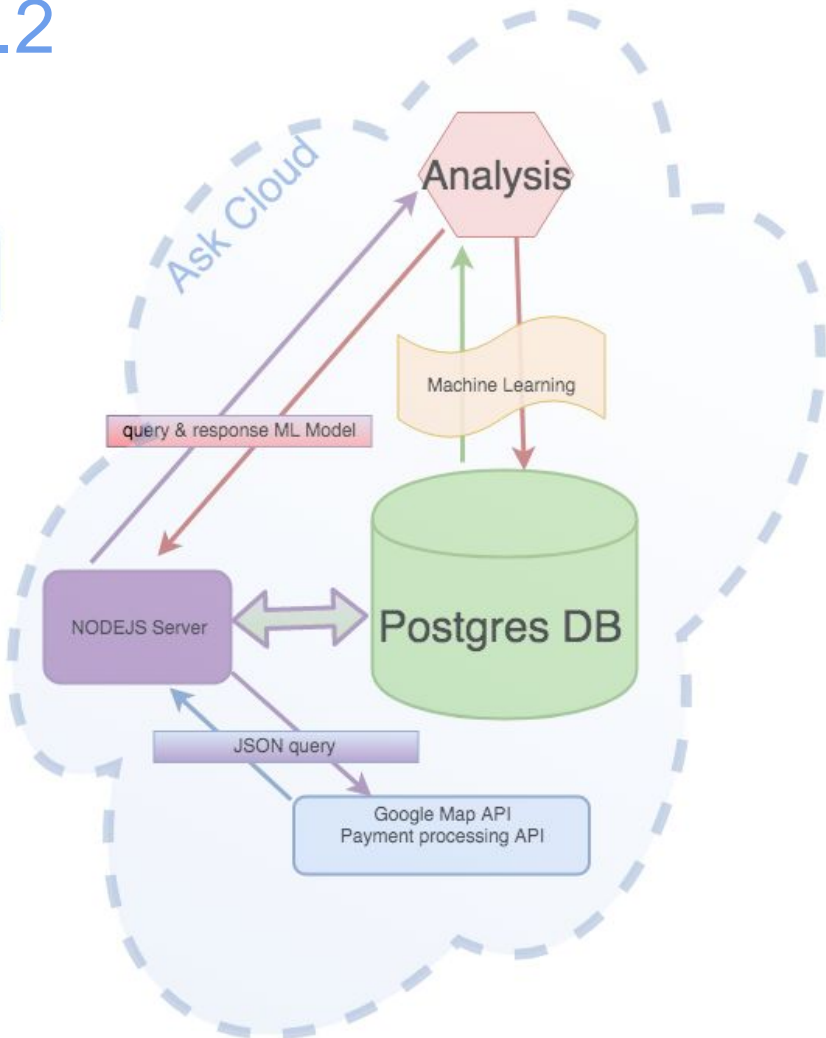 .2
Ask Cloud
Analysis
Machine Learning
query & response ML Model
NODEJS Server
Postgres DB
JSON query
Google Map API
Payment processing API